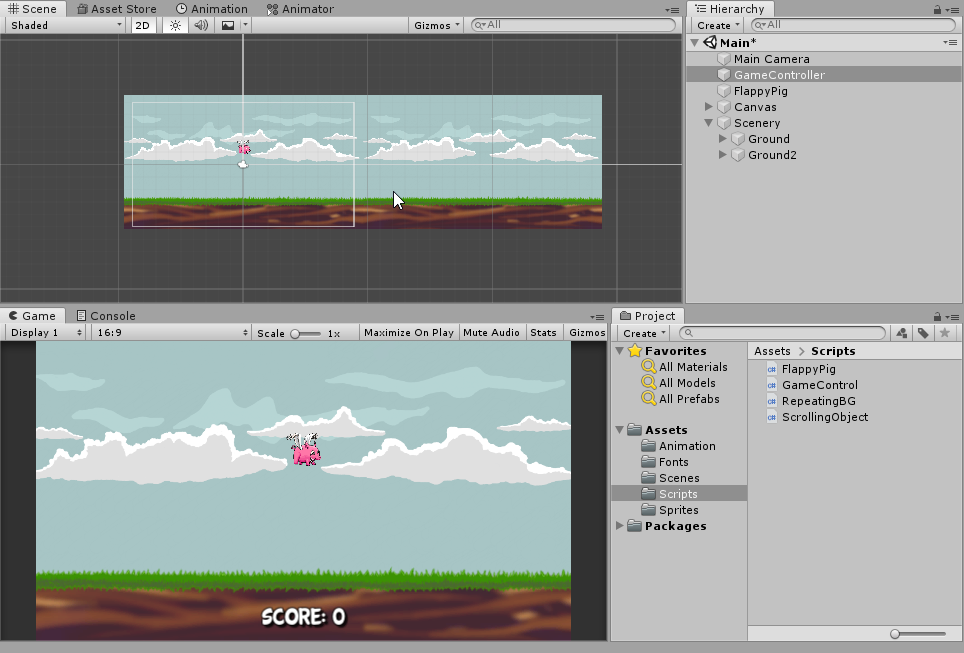 Scene Asset Store Animation Animator
Shaded 2D Gizmos All
Hierarchy
Create All
Main*
Main Camera
GameController
FlappyPig
Canvas
Scenery
Ground
Ground2
Game Console
Display 1 16:9 Scale 1x Maximize On Play Mute Audio Stats Gizmos
SCORE: 0
Project
Create
Favorites
All Materials
All Models
All Prefabs
Assets
Animation
Fonts
Scenes
Scripts
Sprites
Packages
Assets > Scripts
FlappyPig
GameControl
RepeatingBG
ScrollingObject